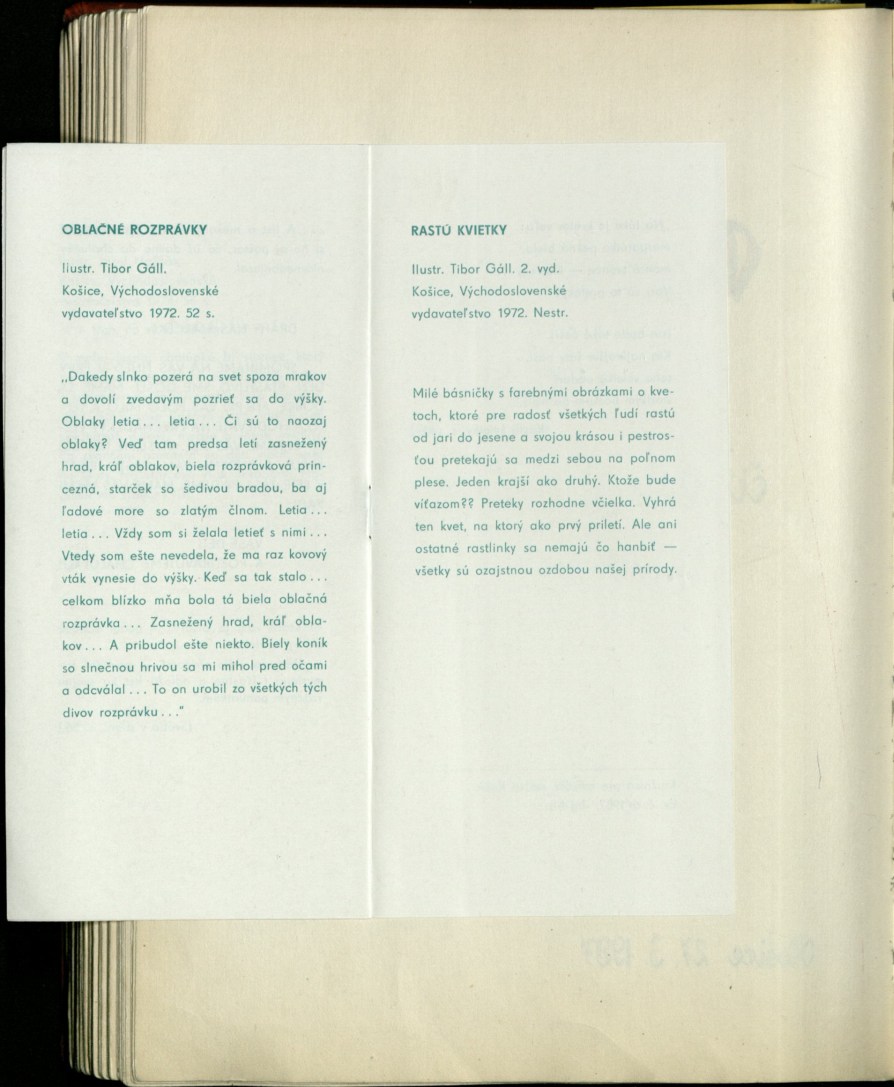 OBLAČNÉ ROZPRÁVKY
Ilustr. Tibor Gáll.
Košice, Východoslovenské
vydavateľstvo 1972. 52 s.
„Dakedy slnko pozerá na svet spoza mrakov
a dovolí zvedavým pozrieť sa do výšky.
Oblaky letia . . . letia . . . Či sú to naozaj
oblaky? Veď tam predsa letí zasnežený
hrad, kráľ oblakov, biela rozprávková prin-
cezná, starček so šedivou bradou, ba aj
ľadové more so zlatým člnom. Letia . . .
letia . . . Vždy som si želala letieť s nimi . . .
Vtedy som ešte nevedela, že ma raz kovový
vták vynesie do výšky. Keď sa tak stalo . . .
celkom blízko mňa bola tá biela oblačná
rozprávka . . . Zasnežený hrad, kráľ obla-
kov . . . A pribudol ešte niekto. Biely koník
so slnečnou hrivou sa mi mihol pred očami
a odcválal . . . To on urobil zo všetkých tých
divov rozprávku . . .“
RASTÚ KVIETKY
Ilustr. Tibor Gáll. 2. vyd.
Košice, Východoslovenské
vydavateľstvo 1972. Nestr.
Milé básničky s farebnými obrázkami o kve-
toch, ktoré pre radosť všetkých ľudí rastú
od jari do jesene a svojou krásou i pestros-
ťou pretekajú sa medzi sebou na poľnom
plese. Jeden krajší ako druhý. Ktože bude
víťazom?? Preteky rozhodne včielka. Vyhrá
ten kvet, na ktorý ako prvý priletí. Ale ani
ostatné rastlinky sa nemajú čo hanbiť —
všetky sú ozajstnou ozdobou našej prírody.